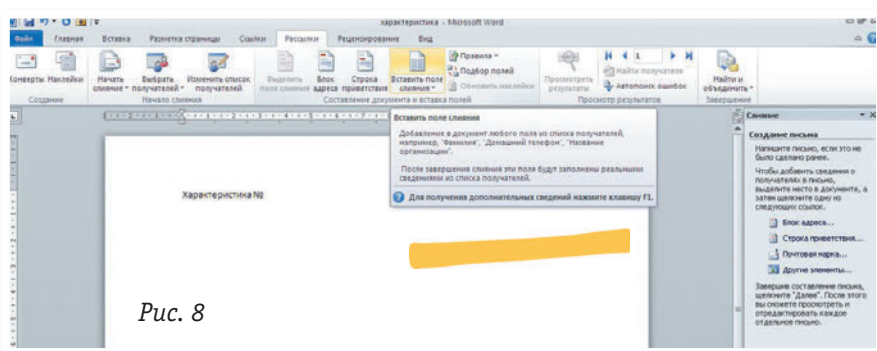 характеристика - Microsoft Word
Файл Главная Вставка Разметка страницы Ссылки Рассылки Рецензирование Вид
Конверты Наклейки
Создание
Начать слияние Выбрать получателей Изменить список получателей
Начало слияния
Выделить поля слияния Блок адреса Строка приветствия Вставить поле слияния
Правила
Подбор полей
Обновить наклейки
Составление документа и вставка полей
Просмотреть результаты
1
Найти получателя
Автопоиск ошибок
Просмотр результатов
Найти и объединить
Завершение
Вставить поле слияния
Добавление в документ любого поля из списка получателей,
например, "Фамилия", "Домашний телефон", "Название
организации".
После завершения слияния эти поля будут заполнены реальными
сведениями из списка получателей.
Для получения дополнительных сведений нажмите клавишу F1.
Характеристика №
Рис. 8
Слияние
Создание письма
Напишите письмо, если это не
было сделано ранее.
Чтобы добавить сведения о
получателях в письмо,
выделите место в документе, а
затем щелкните одну из
следующих ссылок.
Блок адреса...
Строка приветствия...
Почтовая марка...
Другие элементы...
Завершив составление письма,
щелкните "Далее". После этого
вы сможете просмотреть и
отредактировать каждое
отдельное письмо.